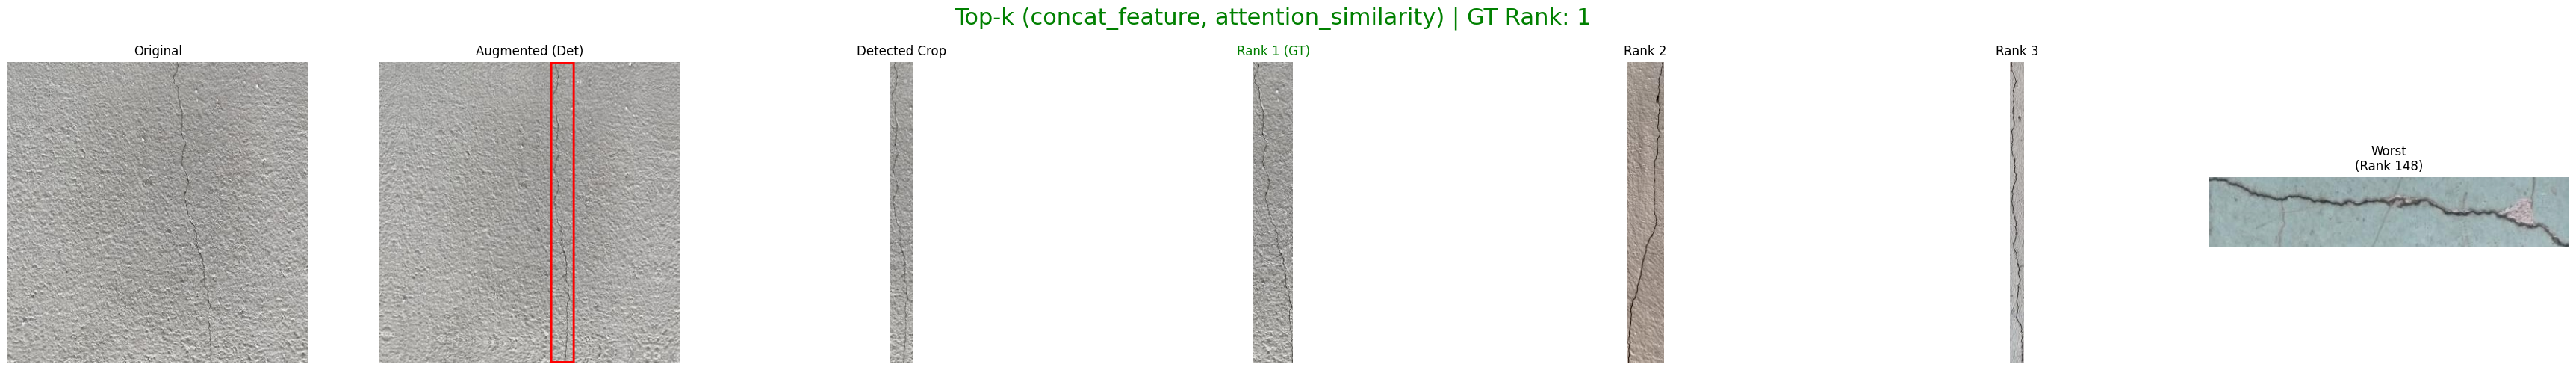 Top-k (concat_feature, attention_similarity) | GT Rank: 1
Original
Augmented (Det)
Detected Crop
Rank 1 (GT)
Rank 2
Rank 3
Worst
(Rank 148)